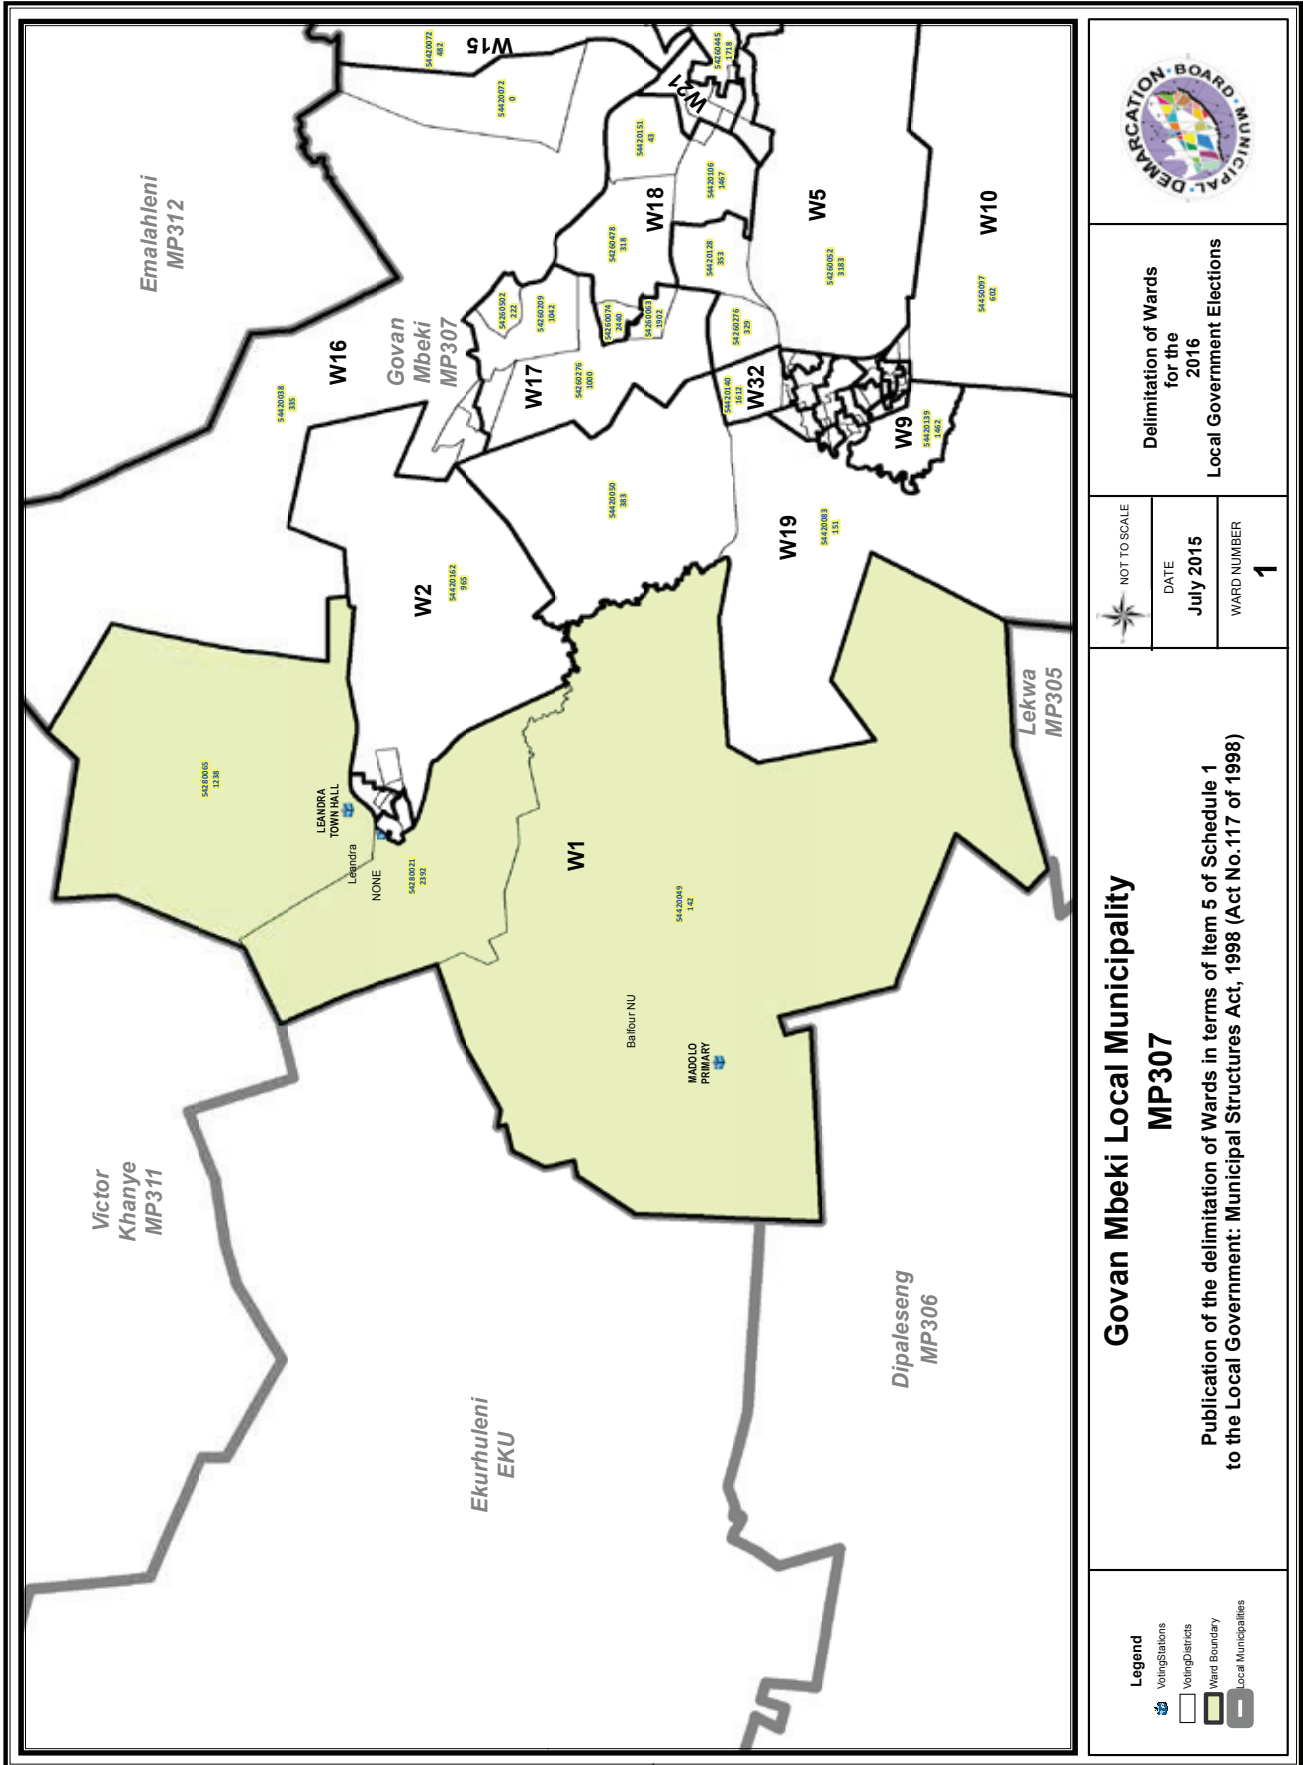 Emalahleni
MP312
Victor
Khanye
MP311
Ekurhuleni
EKU
Dipaleseng
MP306
Lekwa
MP305
Govan
Mbeki
MP307
W15
54420072
482
54420072
0
W21
54260445
1718
54420151
43
W18
54420106
1467
54260478
318
54420128
353
W5
54260052
3183
W10
54450097
602
W16
54420038
335
54260502
222
54260209
1042
54260074
2440
54260063
1902
W17
54260276
1000
54260276
329
54420140
1612
W32
W9
54420139
1462
W2
54420162
965
54420050
383
W19
54420083
151
54280065
1238
LEANDRA
TOWN HALL
Leandra
NONE
54280021
2392
W1
54420049
142
Balfour NU
MADOLO
PRIMARY
Legend
VotingStations
VotingDistricts
Ward Boundary
Local Municipalities
Govan Mbeki Local Municipality
MP307
Publication of the delimitation of Wards in terms of Item 5 of Schedule 1
to the Local Government: Municipal Structures Act, 1998 (Act No.117 of 1998)
NOT TO SCALE
DATE
July 2015
WARD NUMBER
1
Delimitation of Wards
for the
2016
Local Government Elections
MUNICIPAL DEMARCATION BOARD